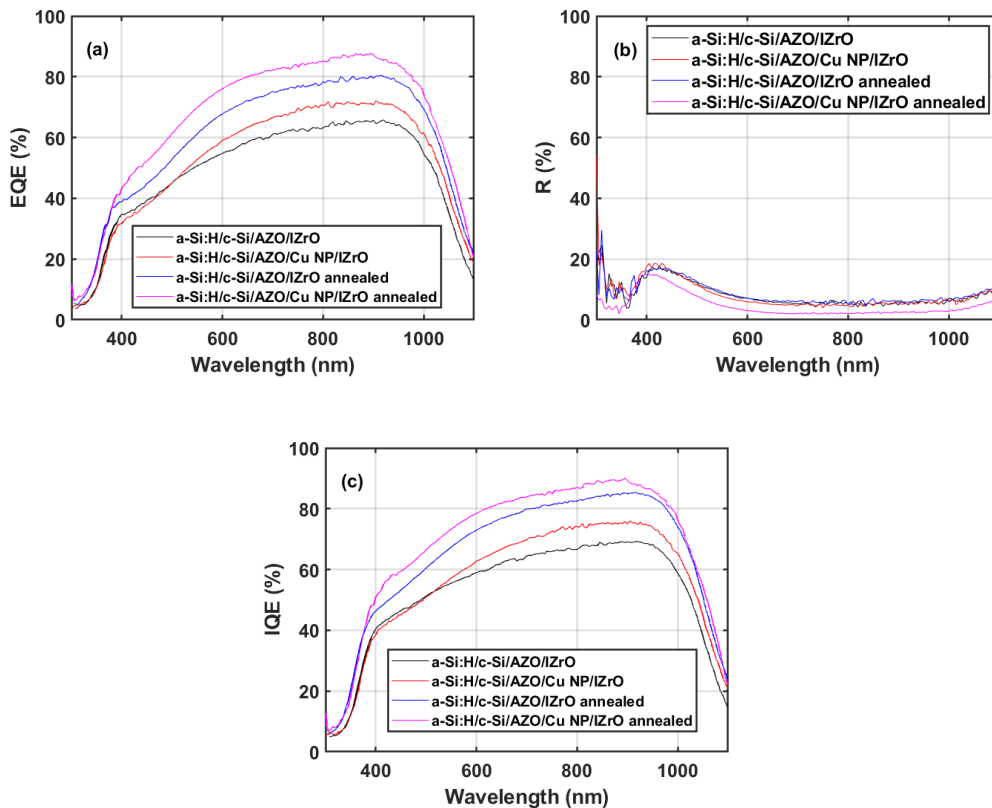 (a)
EQE (%)
100
80
60
40
20
0
a-Si:H/c-Si/AZO/IZrO
a-Si:H/c-Si/AZO/Cu NP/IZrO
a-Si:H/c-Si/AZO/IZrO annealed
a-Si:H/c-Si/AZO/Cu NP/IZrO annealed
400 600 800 1000
Wavelength (nm)
(b)
R (%)
100
80
60
40
20
0
a-Si:H/c-Si/AZO/IZrO
a-Si:H/c-Si/AZO/Cu NP/IZrO
a-Si:H/c-Si/AZO/IZrO annealed
a-Si:H/c-Si/AZO/Cu NP/IZrO annealed
400 600 800 1000
Wavelength (nm)
(c)
IQE (%)
100
80
60
40
20
0
a-Si:H/c-Si/AZO/IZrO
a-Si:H/c-Si/AZO/Cu NP/IZrO
a-Si:H/c-Si/AZO/IZrO annealed
a-Si:H/c-Si/AZO/Cu NP/IZrO annealed
400 600 800 1000
Wavelength (nm)